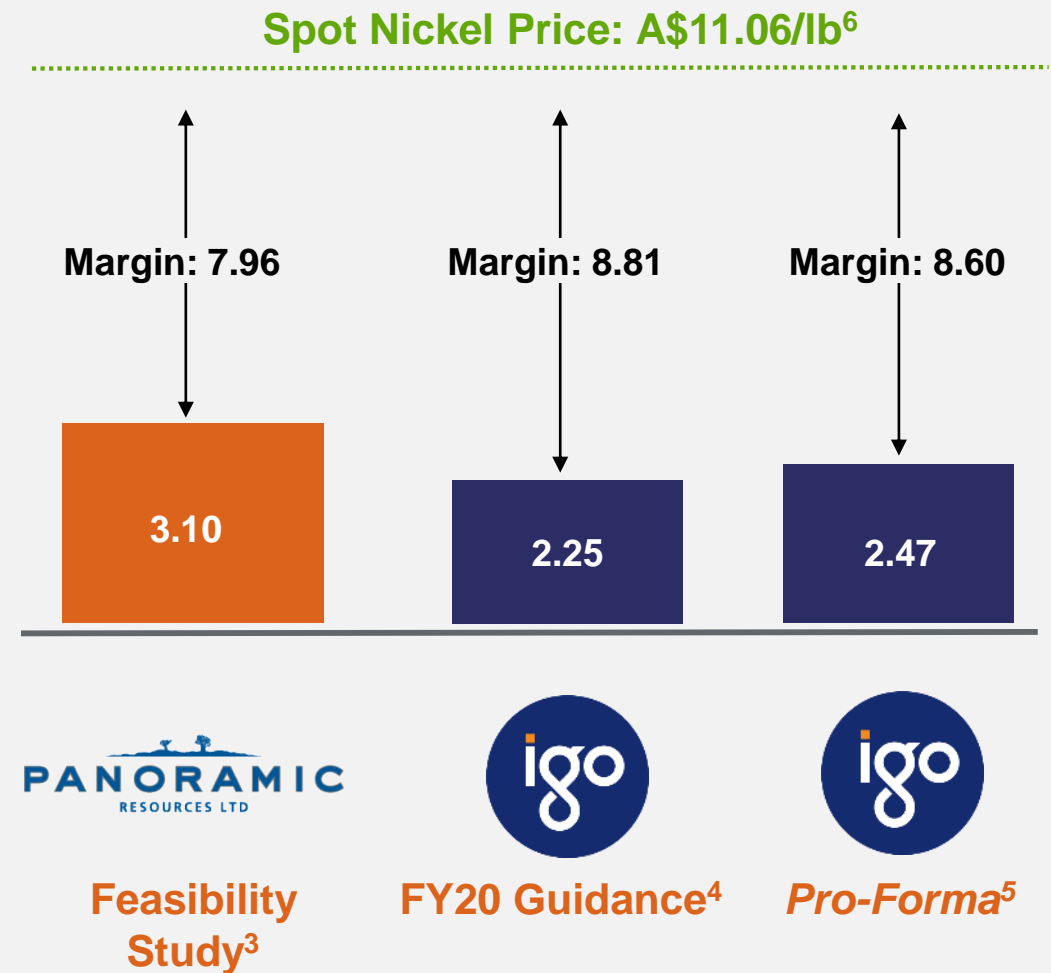 Spot Nickel Price: A$11.06/lb⁶
Margin: 7.96
Margin: 8.81
Margin: 8.60
3.10
2.25
2.47
PANORAMIC
RESOURCES LTD
igo
igo
Feasibility
Study³
FY20 Guidance⁴
Pro-Forma⁵